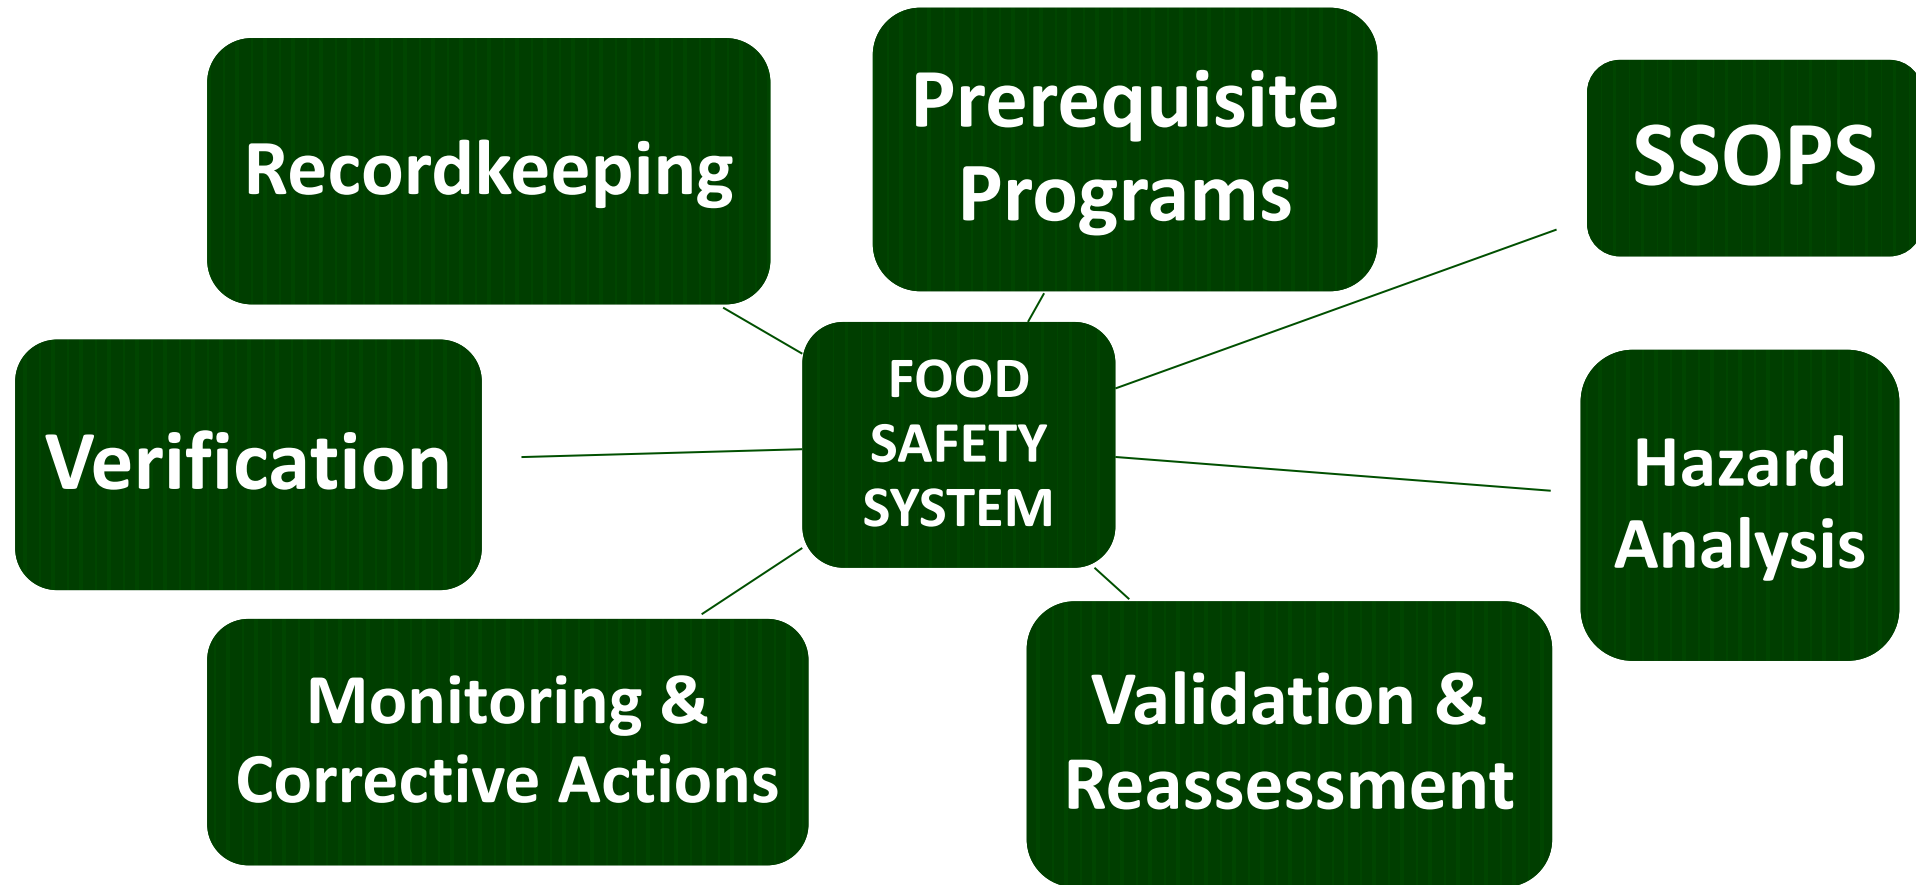 Recordkeeping
Prerequisite
Programs
SSOPS
FOOD
SAFETY
SYSTEM
Verification
Hazard
Analysis
Monitoring &
Corrective Actions
Validation &
Reassessment